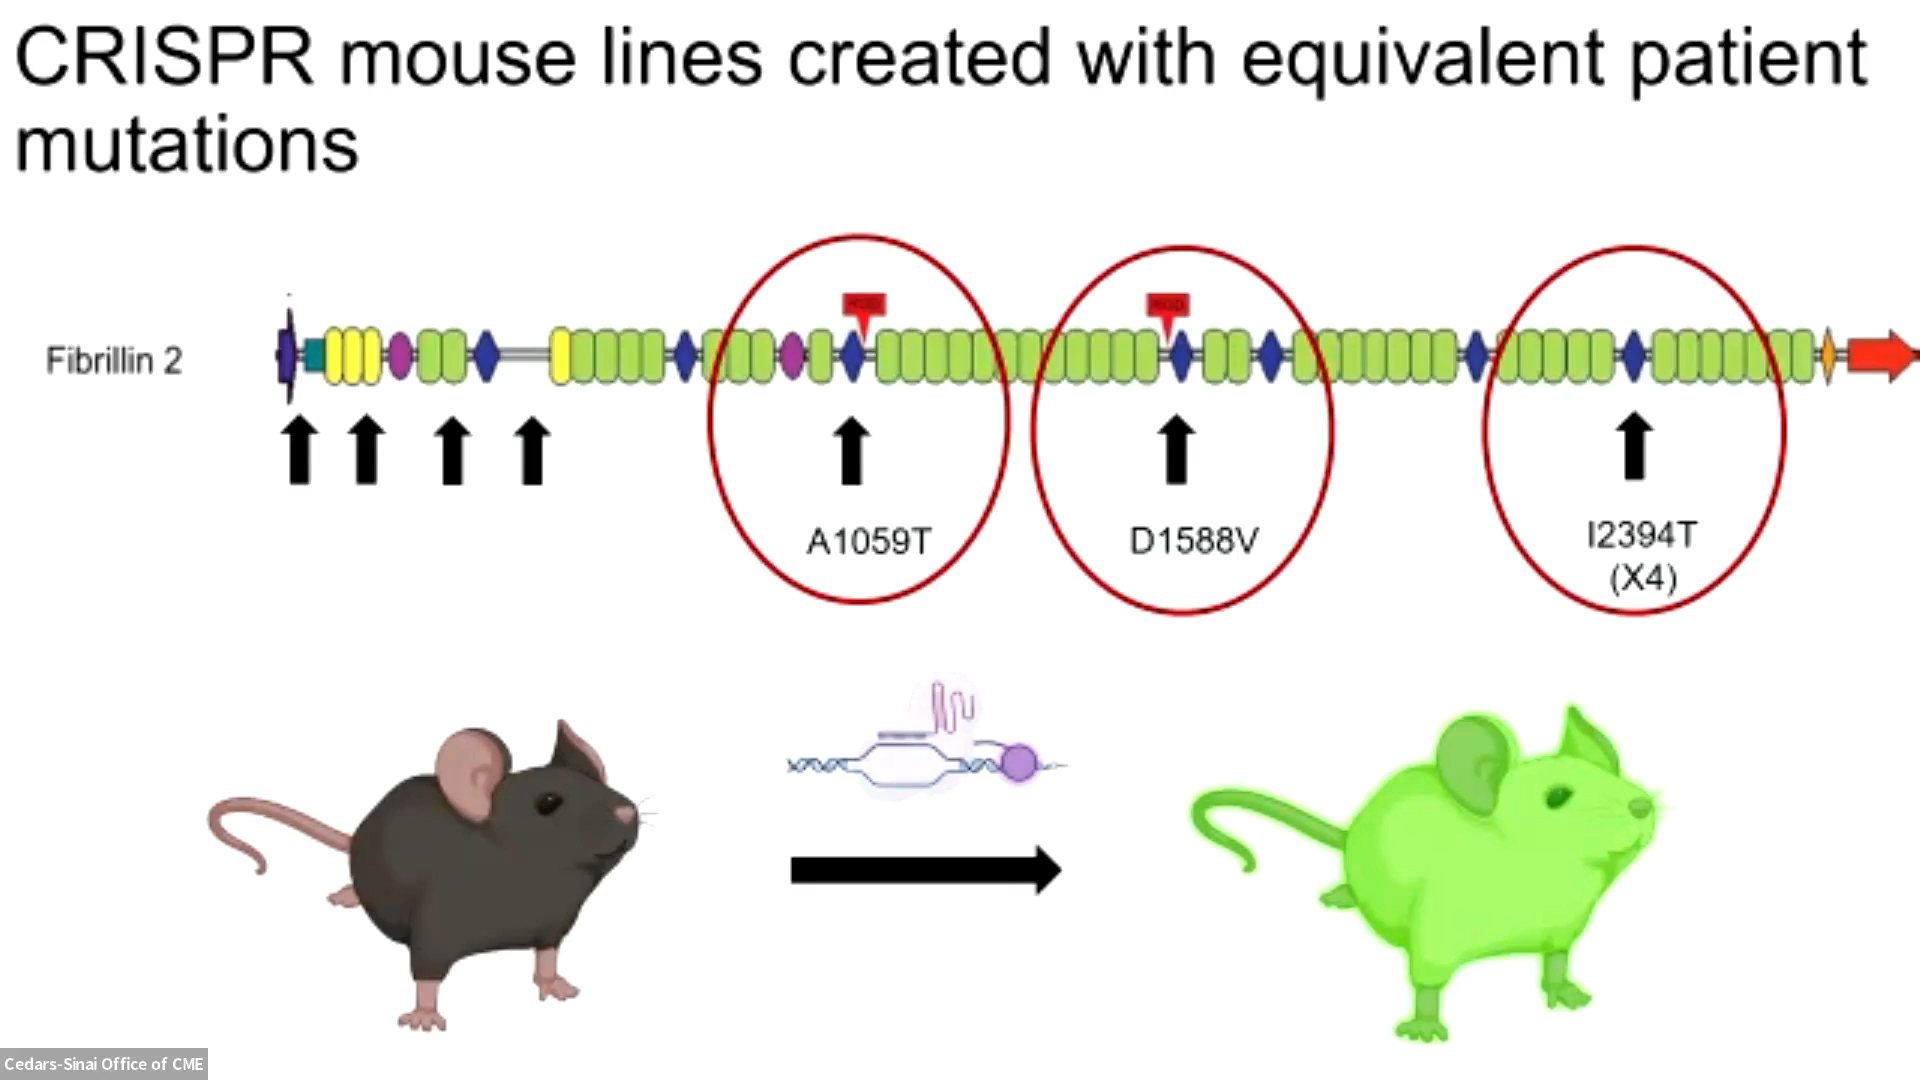 CRISPR mouse lines created with equivalent patient
mutations
Fibrillin 2
A1059T
D1588V
I2394T
(X4)
Cedars-Sinai Office of CME